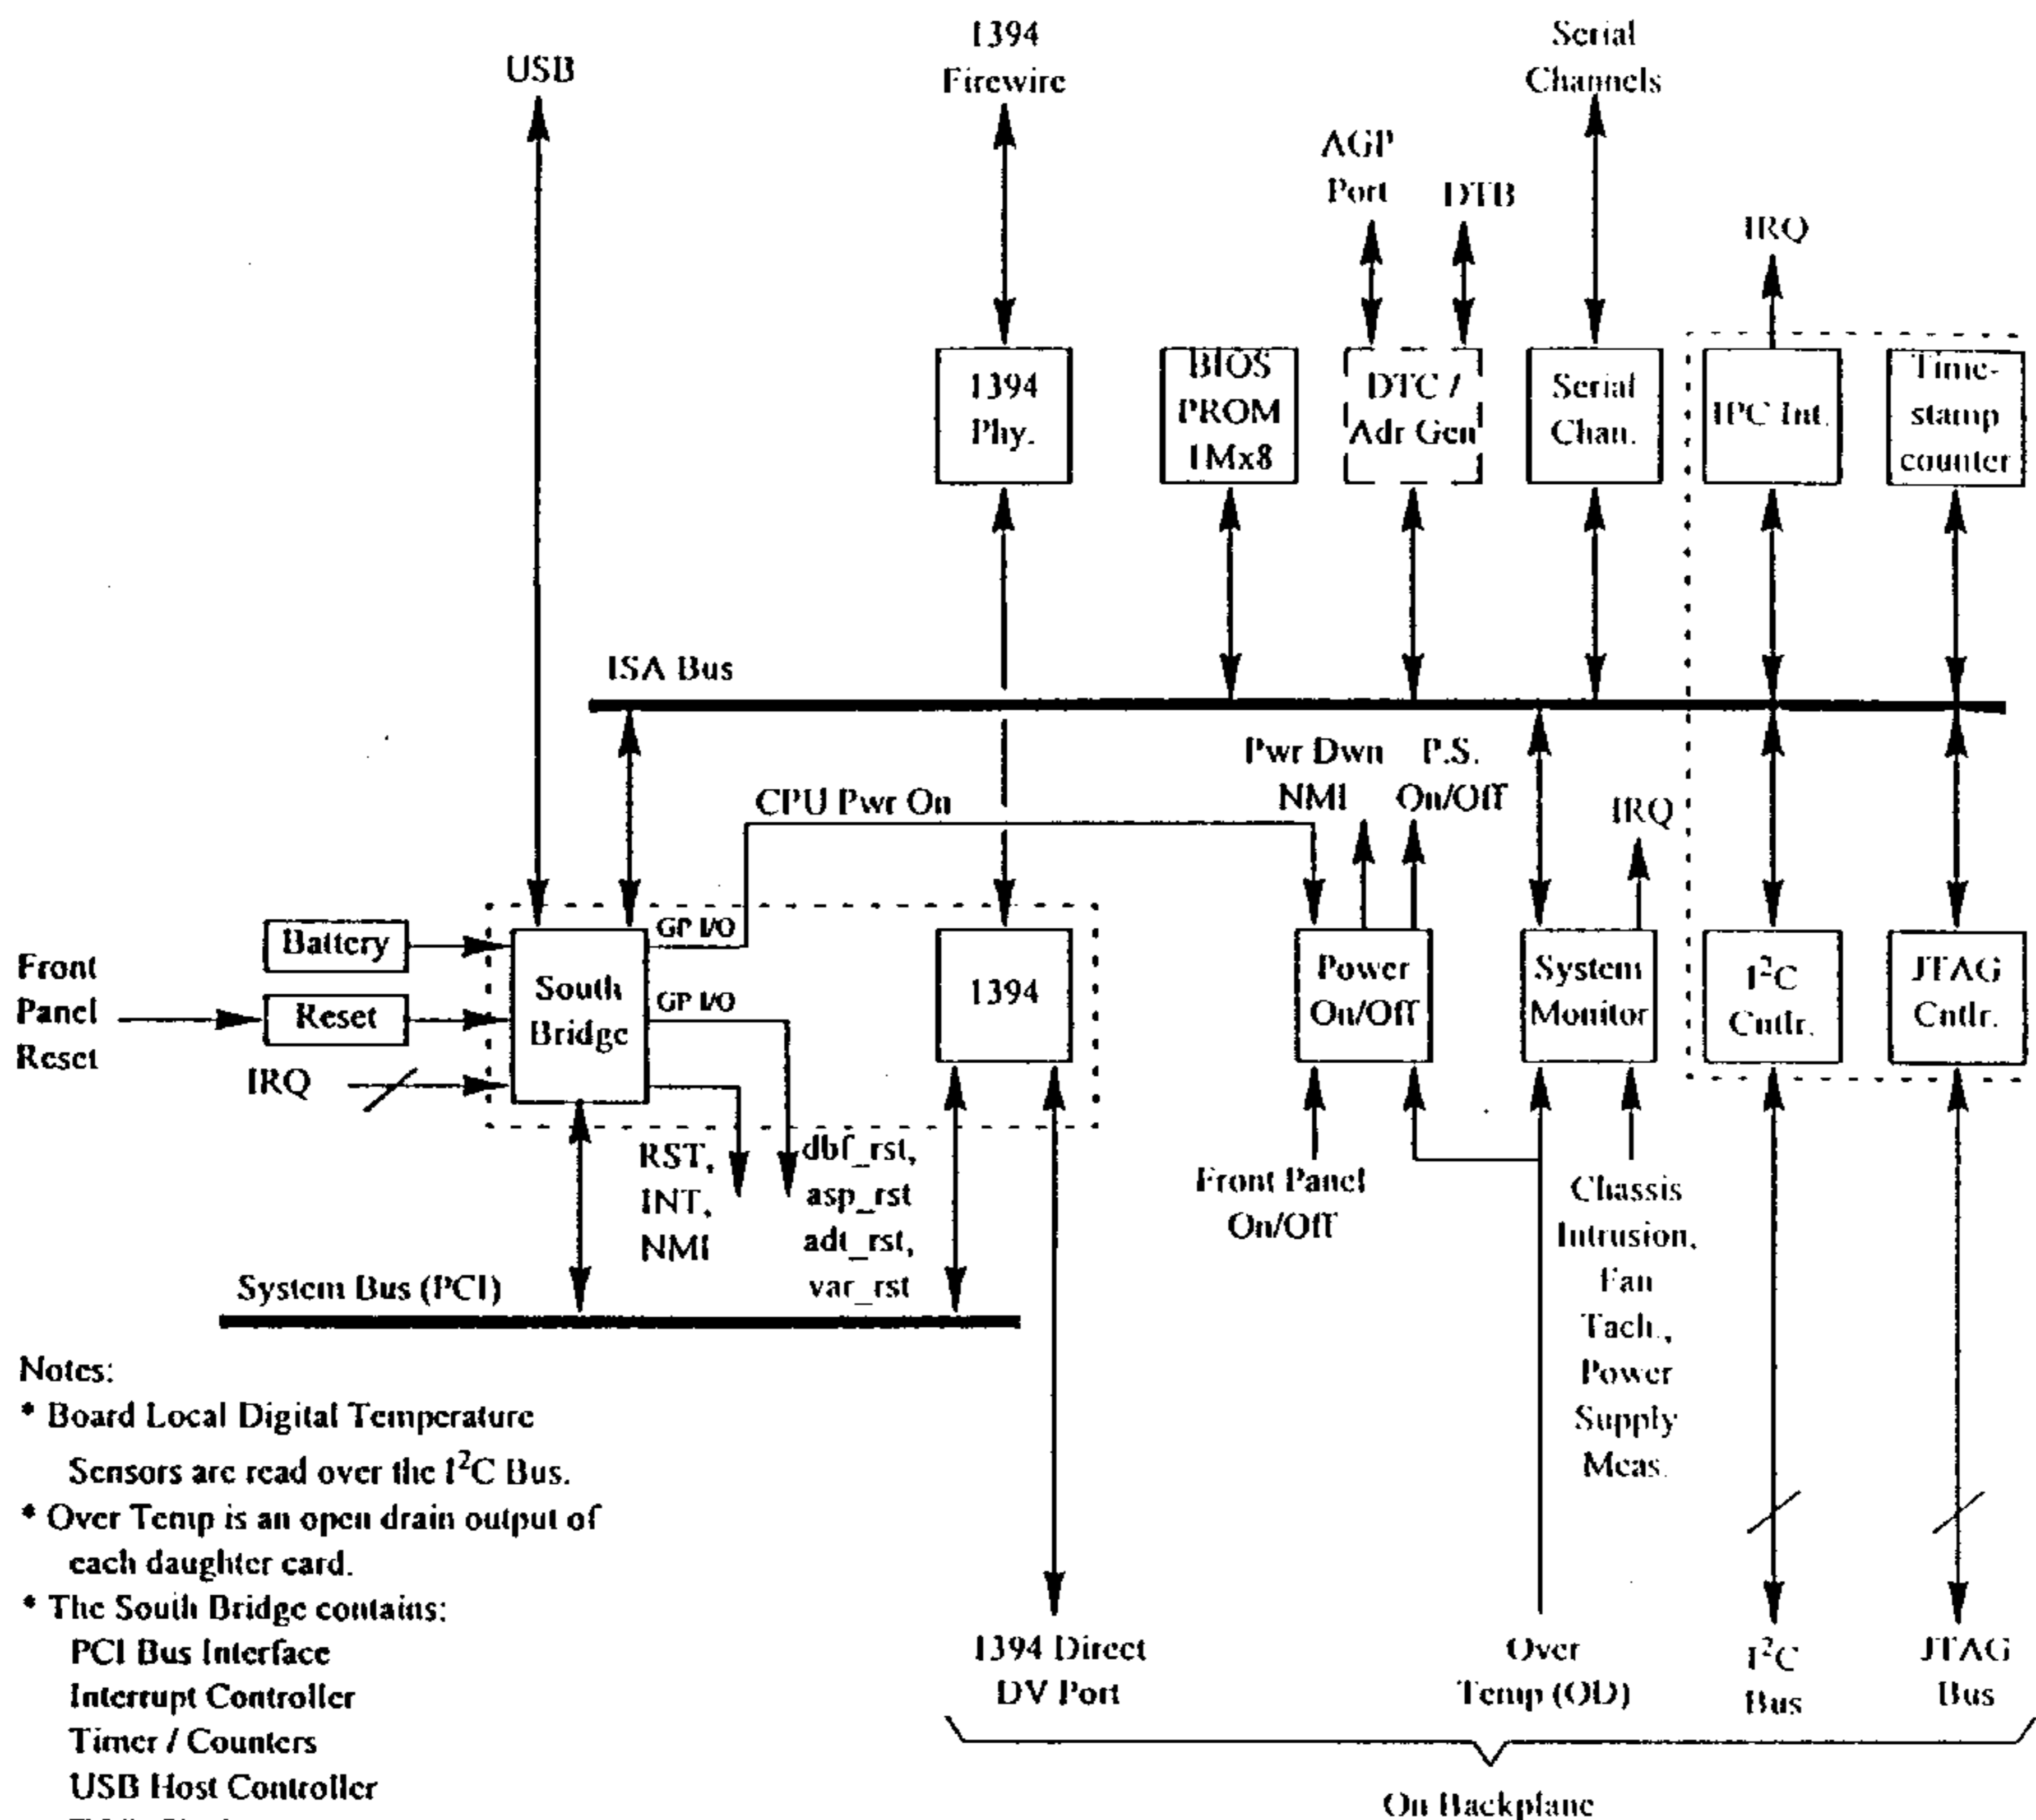 USB
1394
Firewire
Serial
Channels
AGP
Port
DTB
IRQ
1394
Phy.
BIOS
PROM
1Mx8
DTC /
Adr Gen
Serial
Chan.
IPC Int.
Time-
stamp
counter
ISA Bus
CPU Pwr On
Pwr Dwn
NMI
P.S.
On/Off
IRQ
Front
Panel
Reset
Battery
Reset
IRQ
South
Bridge
GP I/O
GP I/O
1394
Power
On/Off
System
Monitor
I²C
Cntlr.
JTAG
Cntlr.
RST,
INT,
NMI
dbf_rst,
asp_rst
adt_rst,
var_rst
Front Panel
On/Off
Chassis
Intrusion,
Fan
Tach.,
Power
Supply
Meas.
System Bus (PCI)
Notes:
* Board Local Digital Temperature
Sensors are read over the I²C Bus.
* Over Temp is an open drain output of
each daughter card.
* The South Bridge contains:
PCI Bus Interface
Interrupt Controller
Timer / Counters
USB Host Controller
1394 Direct
DV Port
Over
Temp (OD)
I²C
Bus
JTAG
Bus
On Backplane